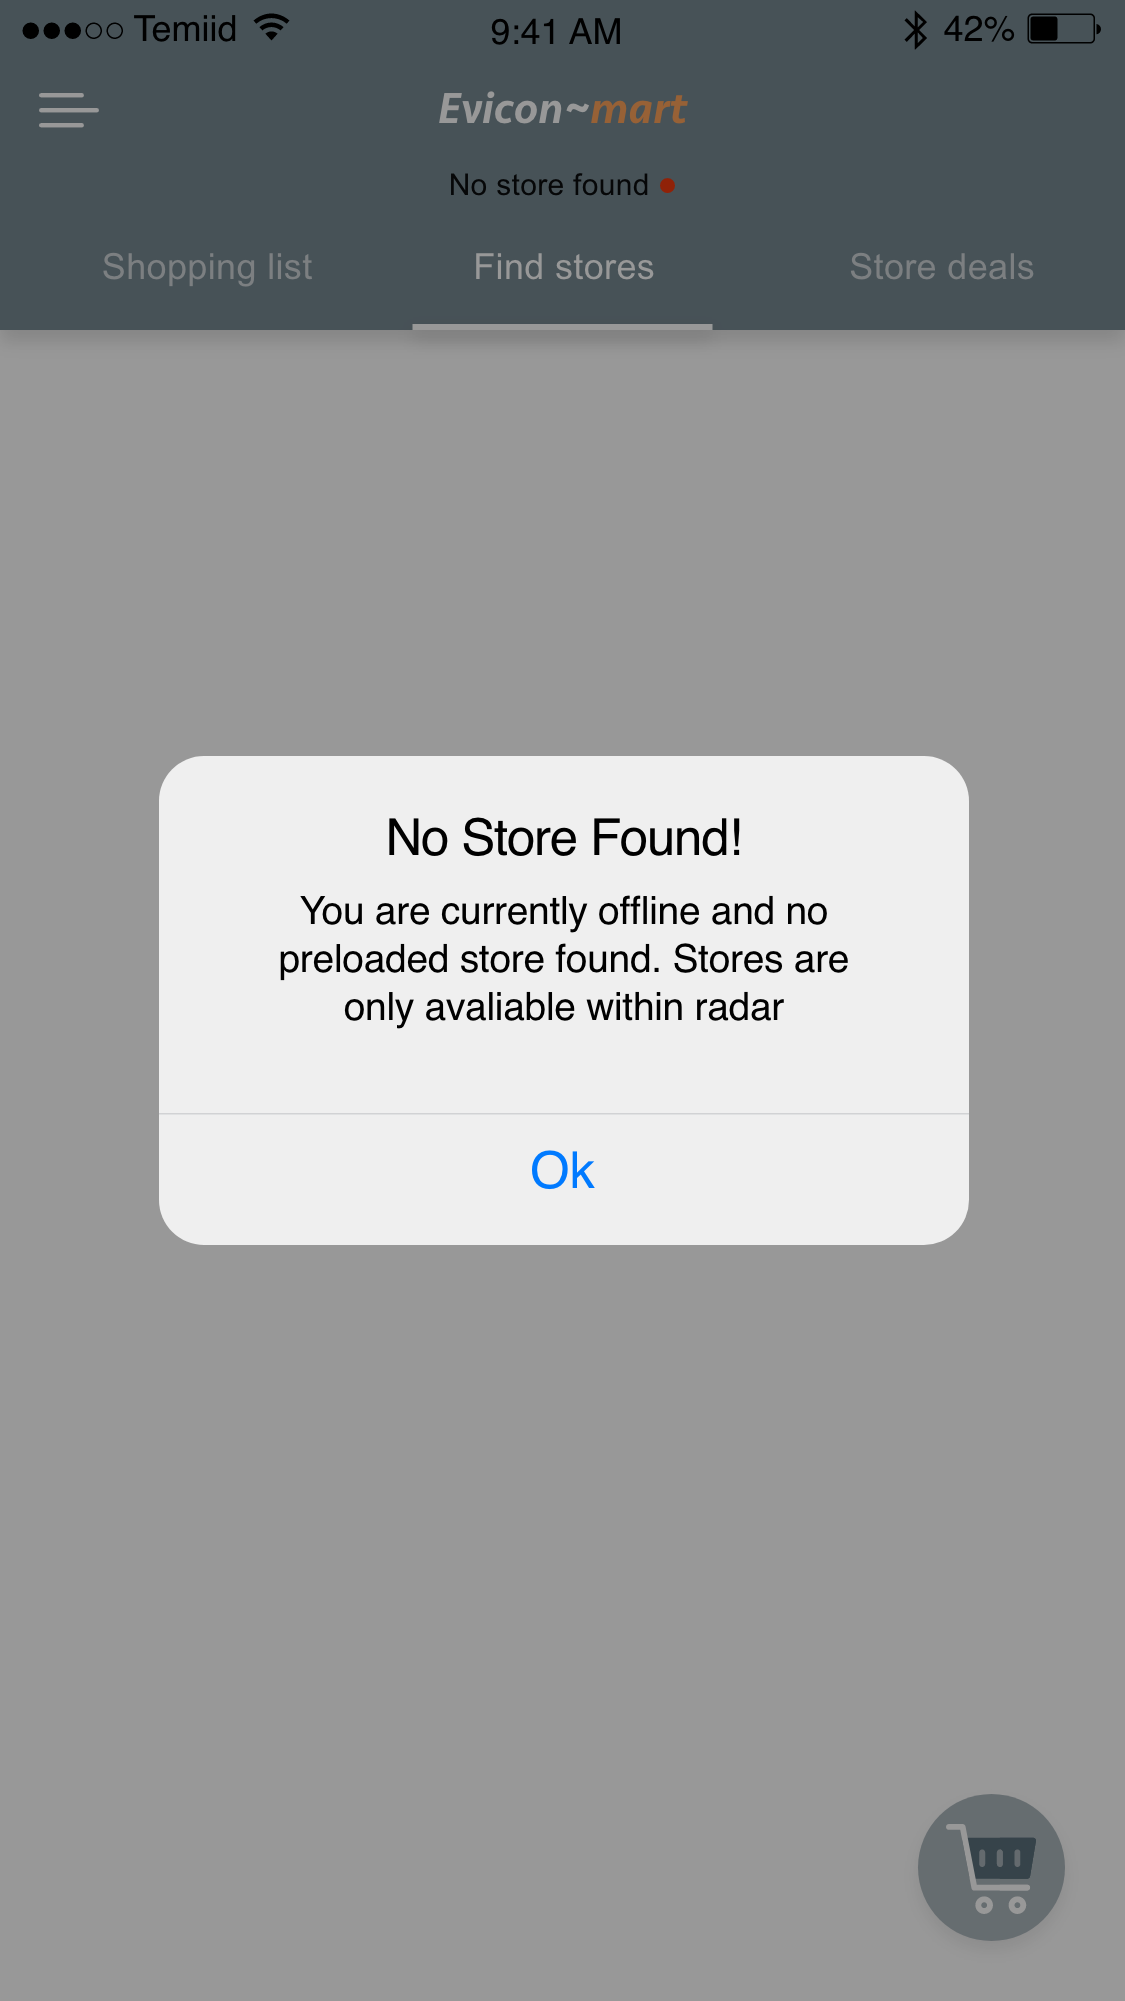 Temiid
9:41 AM
42%
Evicon~mart
No store found
Shopping list
Find stores
Store deals
No Store Found!
You are currently offline and no
preloaded store found. Stores are
only avaliable within radar
Ok